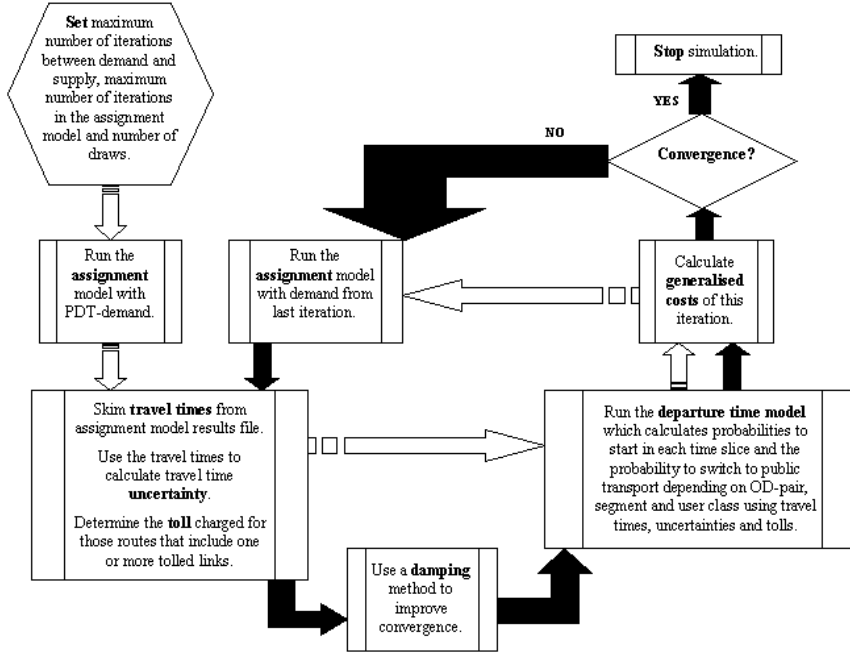 Set maximum
number of iterations
between demand and
supply, maximum
number of iterations
in the assignment
model and number of
draws.
Stop simulation.
YES
NO
Convergence?
Run the
assignment
model with
PDT-demand.
Run the
assignment model
with demand from
last iteration.
Calculate
generalised
costs of this
iteration.
Skim travel times from
assignment model results file.
Use the travel times to
calculate travel time
uncertainty.
Determine the toll charged for
those routes that include one
or more tolled links.
Run the departure time model
which calculates probabilities to
start in each time slice and the
probability to switch to public
transport depending on OD-pair,
segment and user class using travel
times, uncertainties and tolls.
Use a damping
method to
improve
convergence.